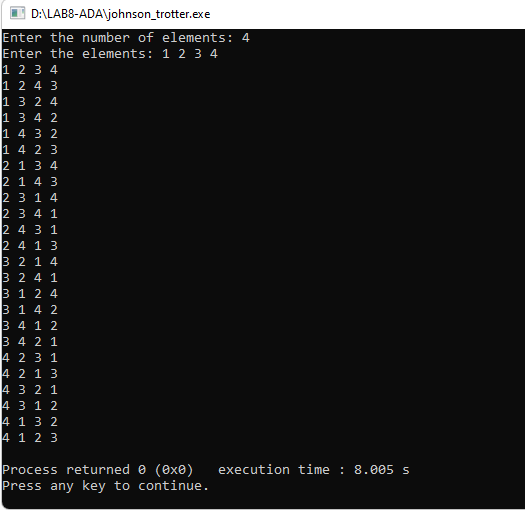 D:\LAB8-ADA\johnson_trotter.exe
Enter the number of elements: 4
Enter the elements: 1 2 3 4
1 2 3 4
1 2 4 3
1 3 2 4
1 3 4 2
1 4 3 2
1 4 2 3
2 1 3 4
2 1 4 3
2 3 1 4
2 3 4 1
2 4 3 1
2 4 1 3
3 2 1 4
3 2 4 1
3 1 2 4
3 1 4 2
3 4 1 2
3 4 2 1
4 2 3 1
4 2 1 3
4 3 2 1
4 3 1 2
4 1 3 2
4 1 2 3
Process returned 0 (0x0)   execution time : 8.005 s
Press any key to continue.